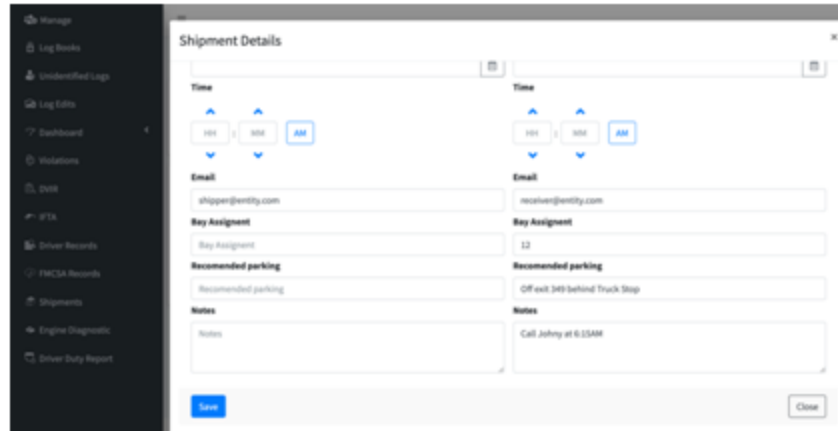 Manage
Log Books
Unidentified Logs
Log Edits
Dashboard
Violations
DVIR
IFTA
Driver Records
FMCSA Records
Shipments
Engine Diagnostic
Driver Duty Report
Shipment Details
×
Time
HH : MM AM
Email
shipper@entity.com
Bay Assignent
Bay Assignent
Recomended parking
Recomended parking
Notes
Notes
Time
HH : MM AM
Email
receiver@entity.com
Bay Assignent
12
Recomended parking
Off exit 349 behind Truck Stop
Notes
Call Johny at 6:15AM
Save
Close